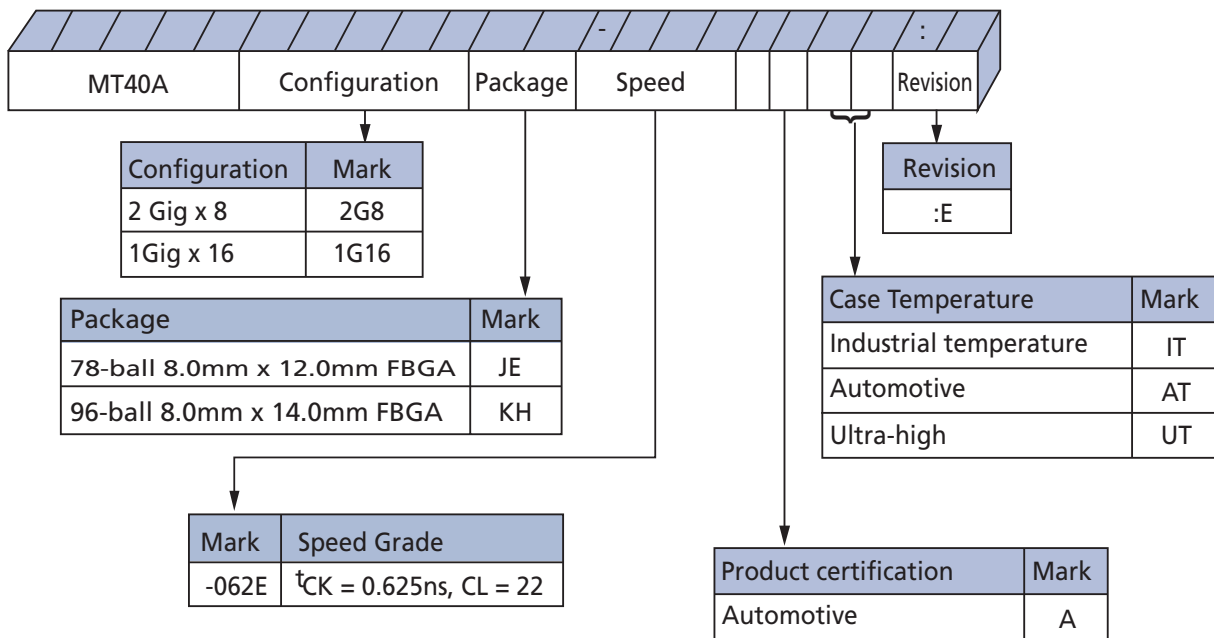 - :
MT40A Configuration Package Speed Revision
Configuration Mark
2 Gig x 8 2G8
1Gig x 16 1G16
Revision
:E
Package Mark
78-ball 8.0mm x 12.0mm FBGA JE
96-ball 8.0mm x 14.0mm FBGA KH
Case Temperature Mark
Industrial temperature IT
Automotive AT
Ultra-high UT
Mark Speed Grade
-062E tCK = 0.625ns, CL = 22
Product certification Mark
Automotive A